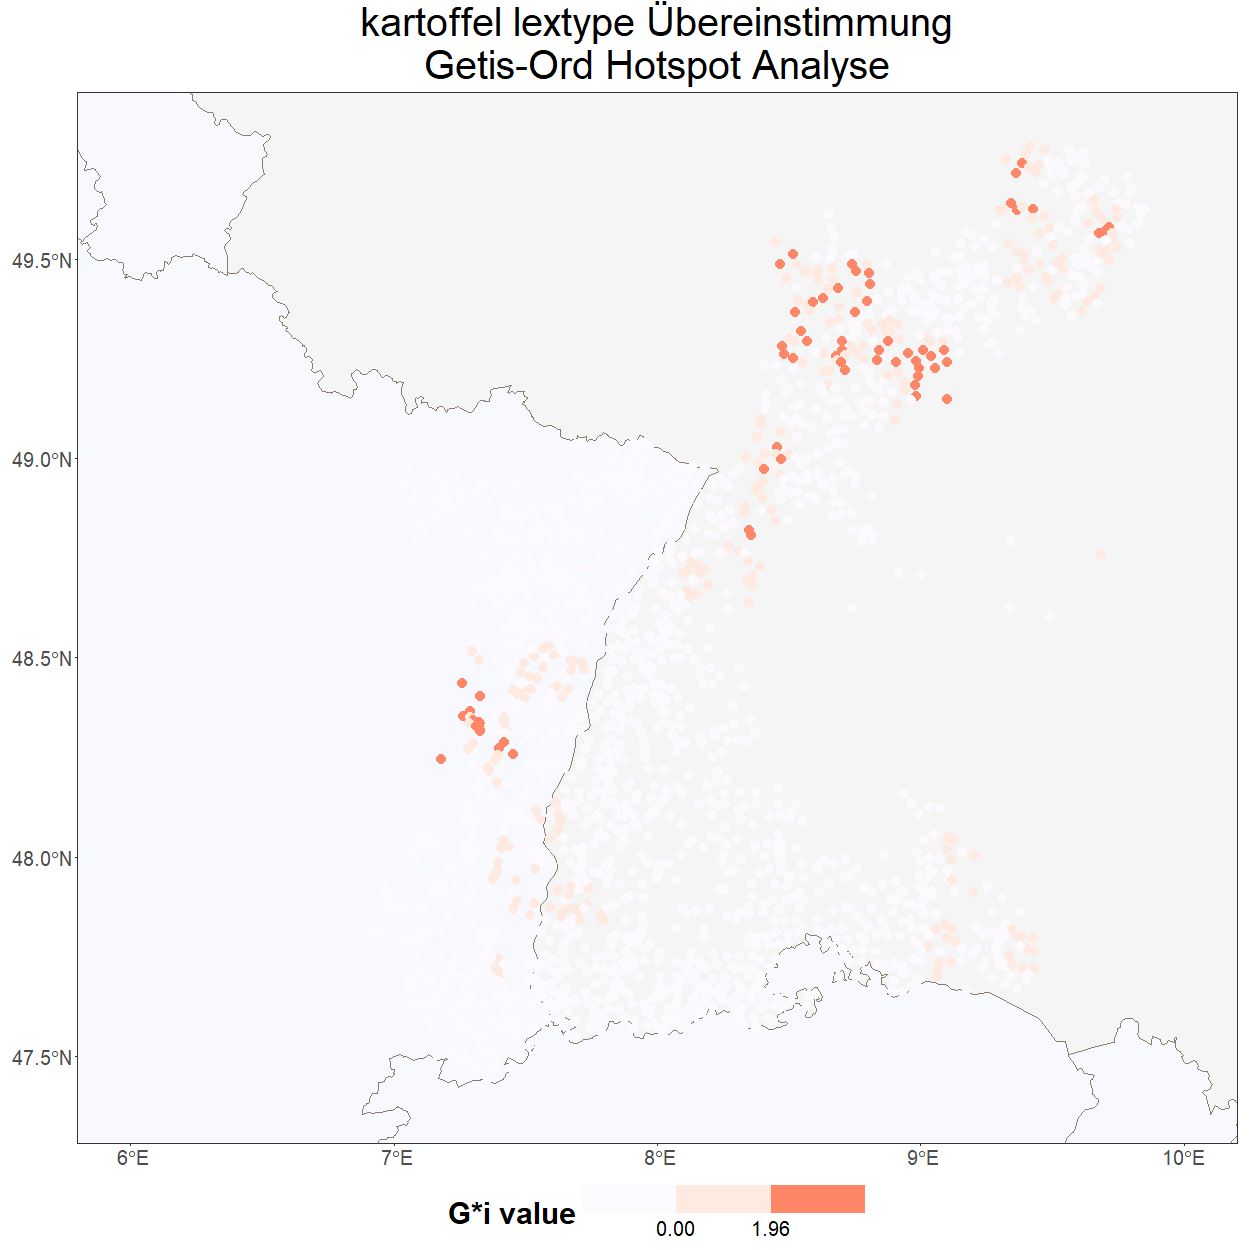 kartoffel lextype Übereinstimmung
Getis-Ord Hotspot Analyse
49.5°N
49.0°N
48.5°N
48.0°N
47.5°N
6°E 7°E 8°E 9°E 10°E
G*i value
0.00 1.96